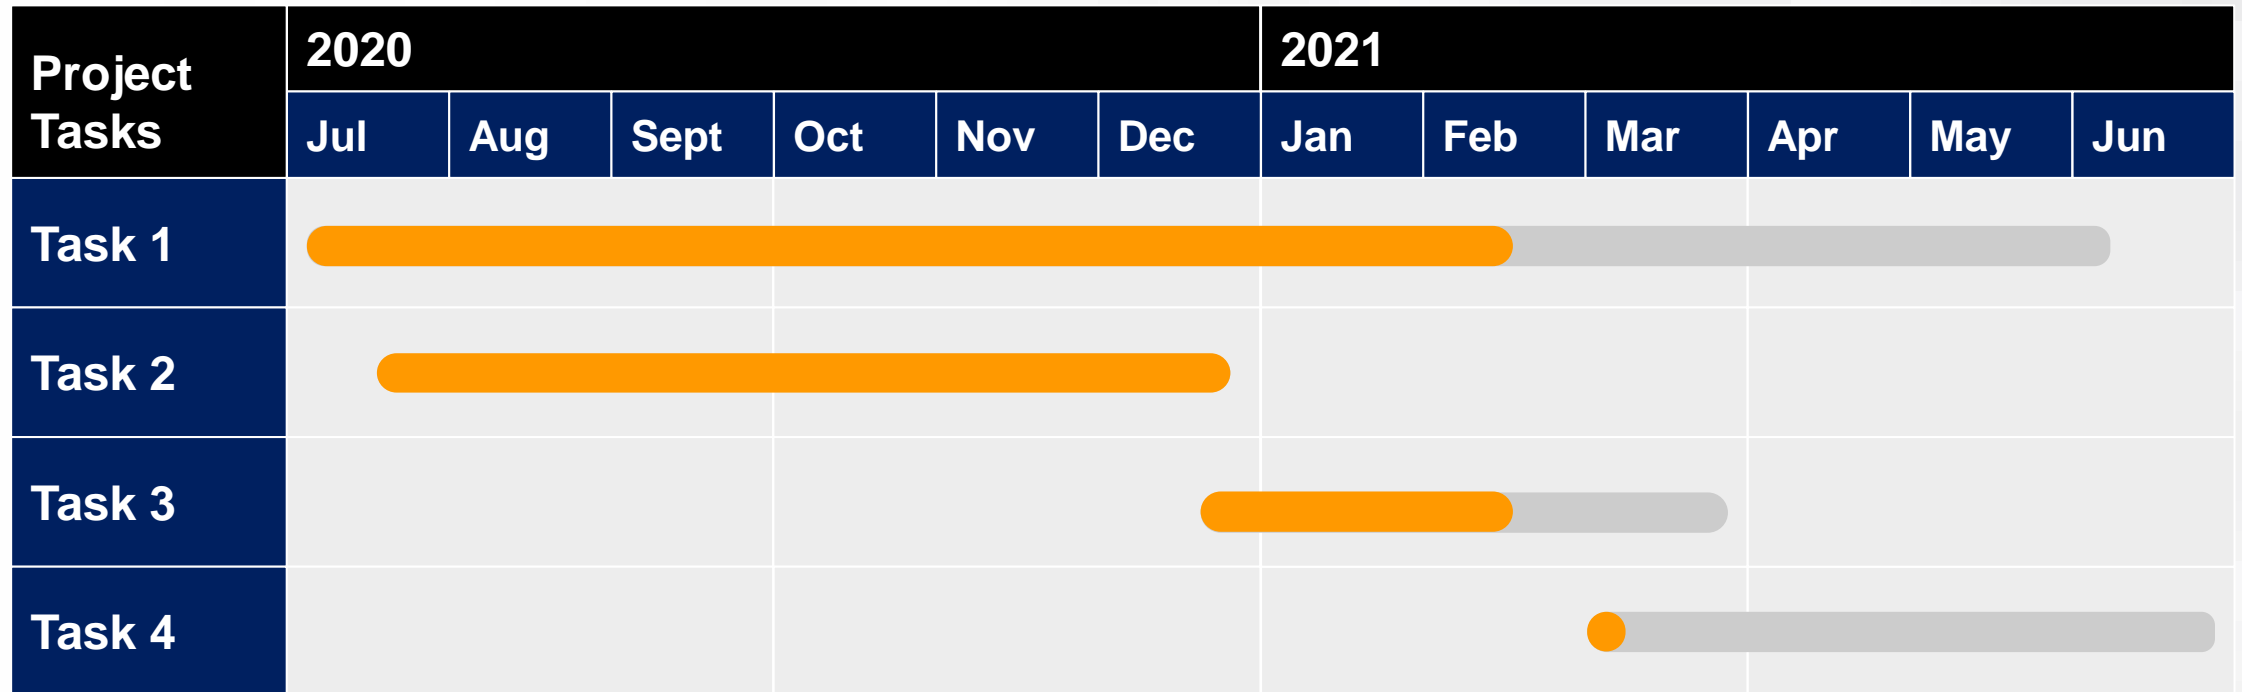 Project
Tasks
2020
2021
Jul
Aug
Sept
Oct
Nov
Dec
Jan
Feb
Mar
Apr
May
Jun
Task 1
Task 2
Task 3
Task 4